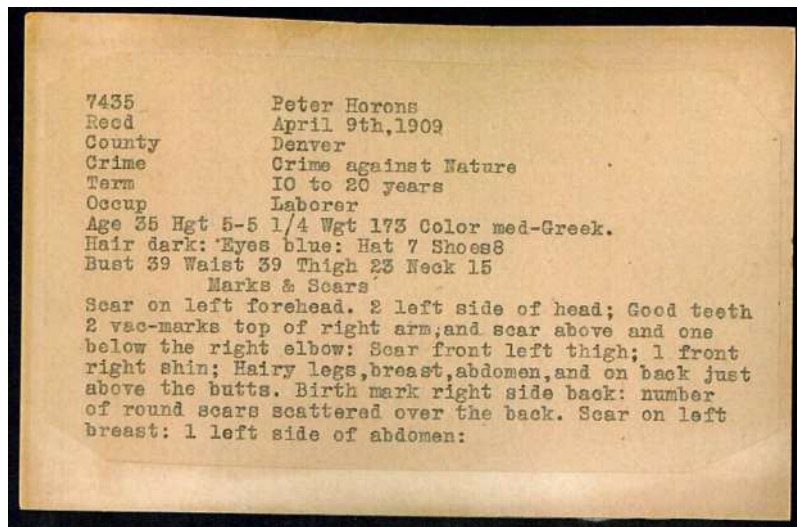 7435 Peter Horons
Recd April 9th,1909
County Denver
Crime Crime against Nature
Term IO to 20 years
Occup Laborer
Age 35 Hgt 5-5 1/4 Wgt 173 Color med-Greek.
Hair dark: Eyes blue: Hat 7 Shoes8
Bust 39 Waist 39 Thigh 23 Neck 15
Marks & Scars
Scar on left forehead. 2 left side of head; Good teeth
2 vac-marks top of right arm;and scar above and one
below the right elbow: Scar front left thigh; 1 front
right shin; Hairy legs,breast,abdomen,and on back just
above the butts. Birth mark right side back: number
of round scars scattered over the back. Scar on left
breast: 1 left side of abdomen: